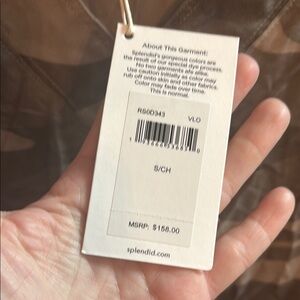 About This Garment:
Splendid's gorgeous colors are
the result of our special dye process.
No two garments are alike.
Use caution initially as color may
rub off onto skin and other fabrics.
Color may fade over time.
This is normal.
RS0D343
VLO
S/CH
MSRP: $158.00
splendid.com